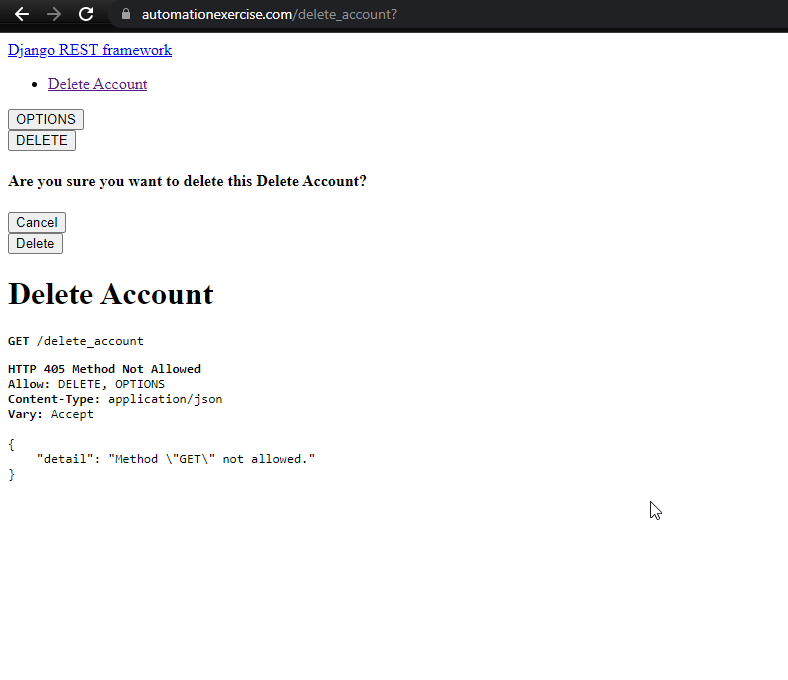 automationexercise.com/delete_account?
Django REST framework
Delete Account
OPTIONS
DELETE
Are you sure you want to delete this Delete Account?
Cancel
Delete
Delete Account
GET /delete_account
HTTP 405 Method Not Allowed
Allow: DELETE, OPTIONS
Content-Type: application/json
Vary: Accept
{
    "detail": "Method \"GET\" not allowed."
}